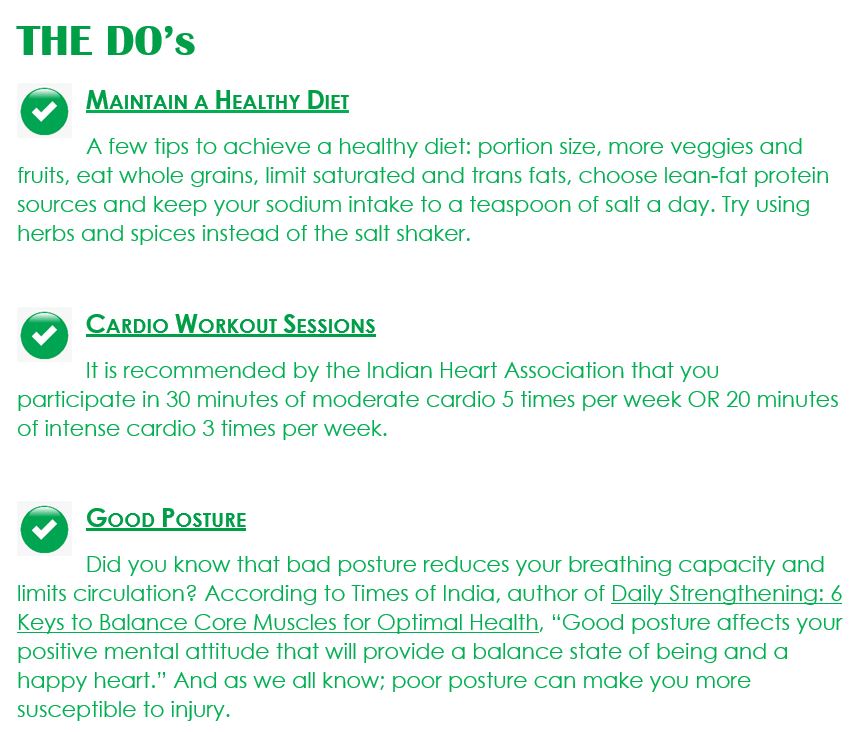 THE DO’s
MAINTAIN A HEALTHY DIET
A few tips to achieve a healthy diet: portion size, more veggies and
fruits, eat whole grains, limit saturated and trans fats, choose lean-fat protein
sources and keep your sodium intake to a teaspoon of salt a day. Try using
herbs and spices instead of the salt shaker.
CARDIO WORKOUT SESSIONS
It is recommended by the Indian Heart Association that you
participate in 30 minutes of moderate cardio 5 times per week OR 20 minutes
of intense cardio 3 times per week.
GOOD POSTURE
Did you know that bad posture reduces your breathing capacity and
limits circulation? According to Times of India, author of Daily Strengthening: 6
Keys to Balance Core Muscles for Optimal Health, “Good posture affects your
positive mental attitude that will provide a balance state of being and a
happy heart.” And as we all know; poor posture can make you more
susceptible to injury.